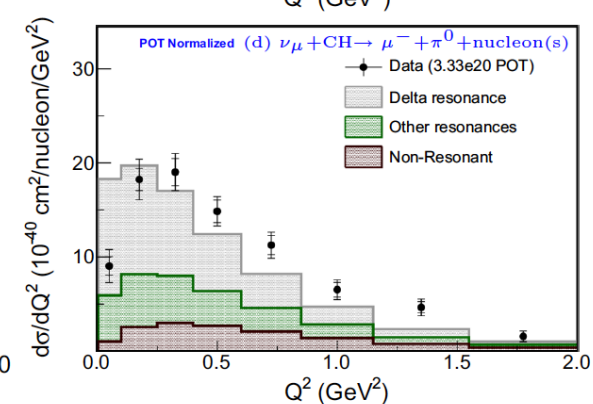 Q² (GeV²)
POT Normalized (d) νμ+CH→ μ⁻+π⁰+nucleon(s)
Data (3.33e20 POT)
Delta resonance
Other resonances
Non-Resonant
30
20
10
dσ/dQ² (10⁻⁴⁰ cm²/nucleon/GeV²)
0
0.0 0.5 1.0 1.5 2.0
Q² (GeV²)